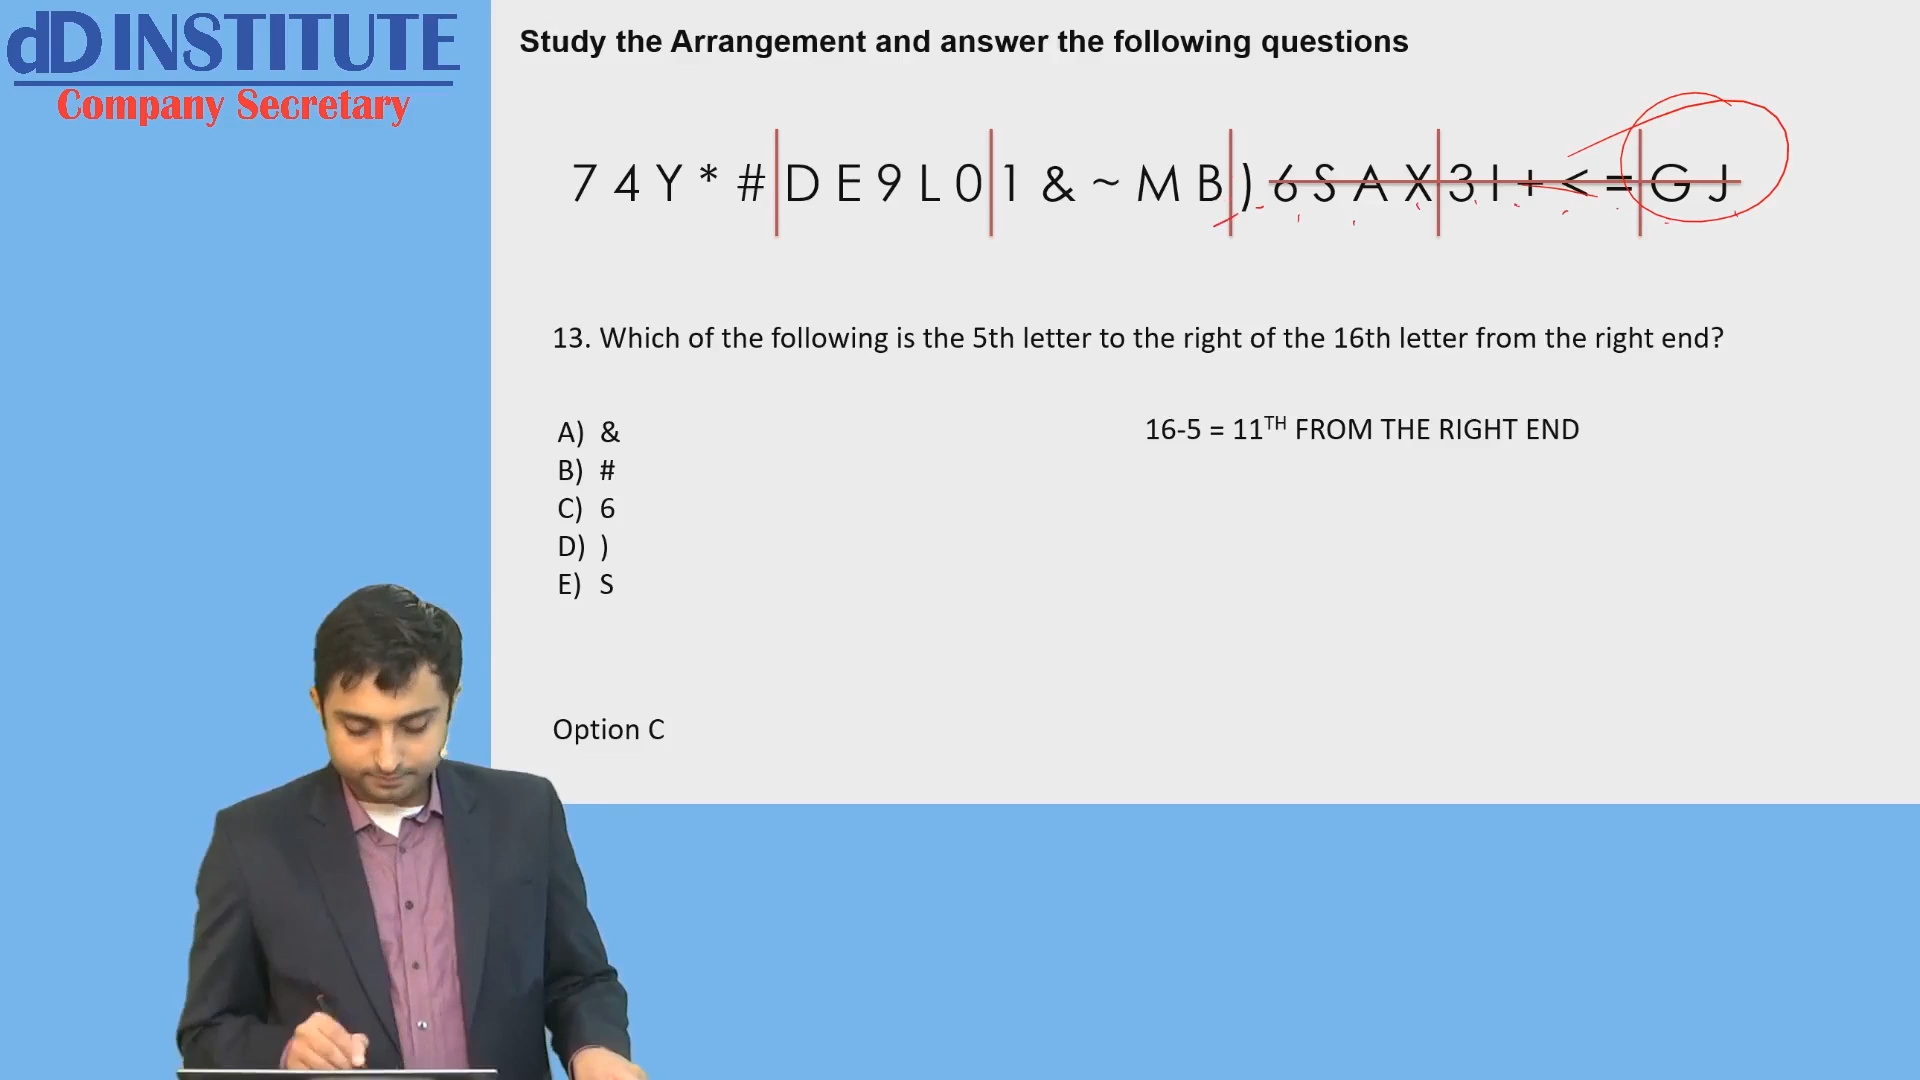 dD INSTITUTE
Company Secretary
Study the Arrangement and answer the following questions
7 4 Y * # D E 9 L 0 1 & ~ M B ) 6 S A X 3 I + < = G J
13. Which of the following is the 5th letter to the right of the 16th letter from the right end?
A) &
B) #
C) 6
D) )
E) S
16-5 = 11TH FROM THE RIGHT END
Option C